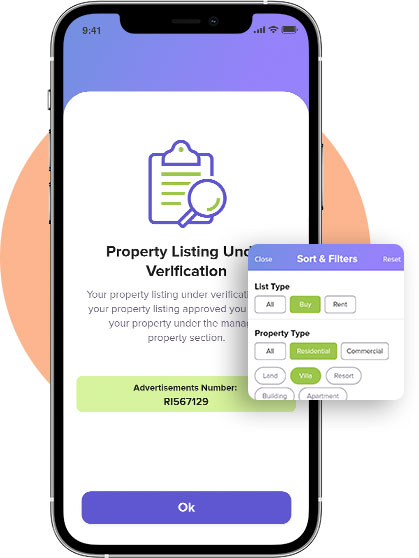 9:41
Property Listing Und
Verification
Your property listing under verificati
your property listing approved you
your property under the mana
property section.
Advertisements Number:
RI567129
Ok
Close Sort & Filters Reset
List Type
All Buy Rent
Property Type
All Residential Commercial
Land Villa Resort
Building Apartment